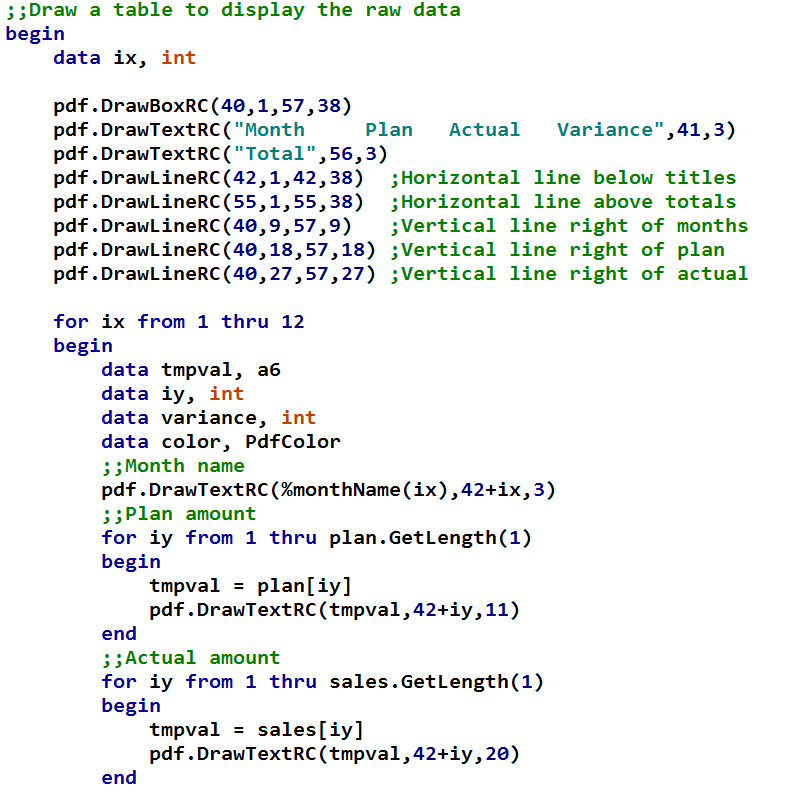 ;;Draw a table to display the raw data
begin
    data ix, int

    pdf.DrawBoxRC(40,1,57,38)
    pdf.DrawTextRC("Month     Plan   Actual   Variance",41,3)
    pdf.DrawTextRC("Total",56,3)
    pdf.DrawLineRC(42,1,42,38)  ;Horizontal line below titles
    pdf.DrawLineRC(55,1,55,38)  ;Horizontal line above totals
    pdf.DrawLineRC(40,9,57,9)   ;Vertical line right of months
    pdf.DrawLineRC(40,18,57,18) ;Vertical line right of plan
    pdf.DrawLineRC(40,27,57,27) ;Vertical line right of actual

    for ix from 1 thru 12
    begin
        data tmpval, a6
        data iy, int
        data variance, int
        data color, PdfColor
        ;;Month name
        pdf.DrawTextRC(%monthName(ix),42+ix,3)
        ;;Plan amount
        for iy from 1 thru plan.GetLength(1)
        begin
            tmpval = plan[iy]
            pdf.DrawTextRC(tmpval,42+iy,11)
        end
        ;;Actual amount
        for iy from 1 thru sales.GetLength(1)
        begin
            tmpval = sales[iy]
            pdf.DrawTextRC(tmpval,42+iy,20)
        end